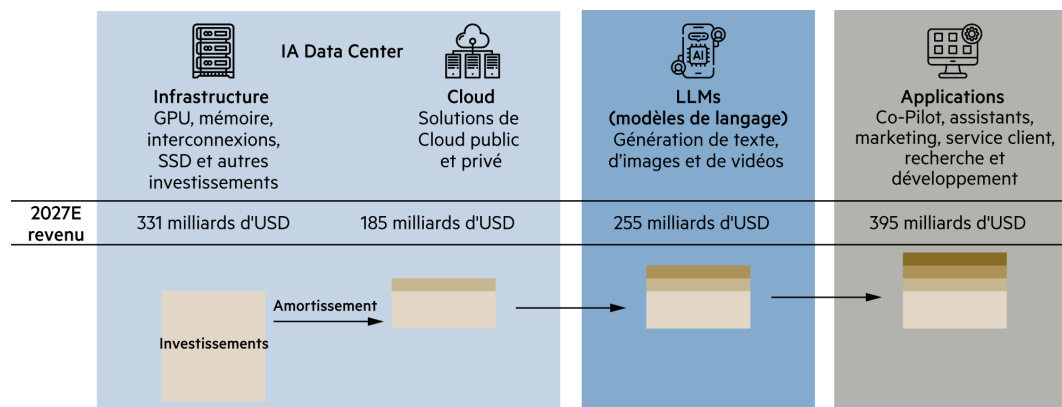 IA Data Center
Infrastructure
GPU, mémoire,
interconnexions,
SSD et autres
investissements
Cloud
Solutions de
Cloud public
et privé
AI
LLMs
(modèles de langage)
Génération de texte,
d'images et de vidéos
Applications
Co-Pilot, assistants,
marketing, service client,
recherche et
développement
2027E
revenu
331 milliards d'USD
185 milliards d'USD
255 milliards d'USD
395 milliards d'USD
Amortissement
Investissements